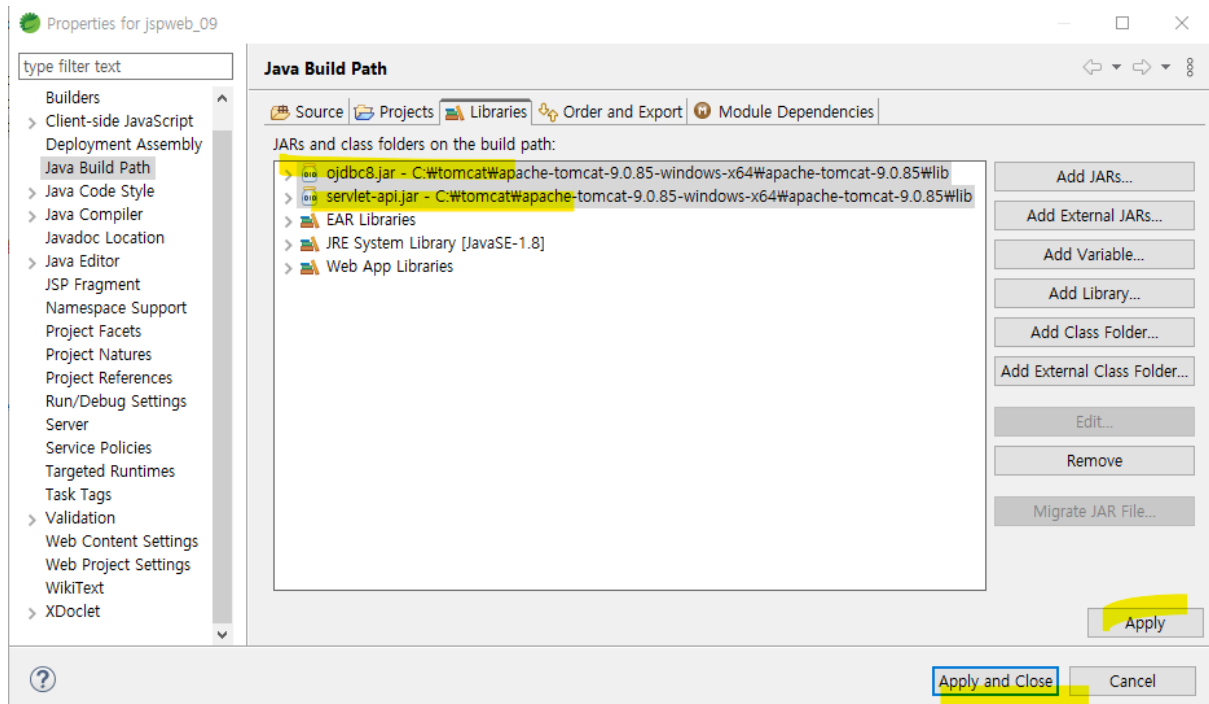 Properties for jspweb_09
type filter text
Builders
Client-side JavaScript
Deployment Assembly
Java Build Path
Java Code Style
Java Compiler
Javadoc Location
Java Editor
JSP Fragment
Namespace Support
Project Facets
Project Natures
Project References
Run/Debug Settings
Server
Service Policies
Targeted Runtimes
Task Tags
Validation
Web Content Settings
Web Project Settings
WikiText
XDoclet
Java Build Path
Source Projects Libraries Order and Export Module Dependencies
JARs and class folders on the build path:
ojdbc8.jar - C:₩tomcat₩apache-tomcat-9.0.85-windows-x64₩apache-tomcat-9.0.85₩lib
servlet-api.jar - C:₩tomcat₩apache-tomcat-9.0.85-windows-x64₩apache-tomcat-9.0.85₩lib
EAR Libraries
JRE System Library [JavaSE-1.8]
Web App Libraries
Add JARs...
Add External JARs...
Add Variable...
Add Library...
Add Class Folder...
Add External Class Folder...
Edit...
Remove
Migrate JAR File...
Apply
Apply and Close Cancel